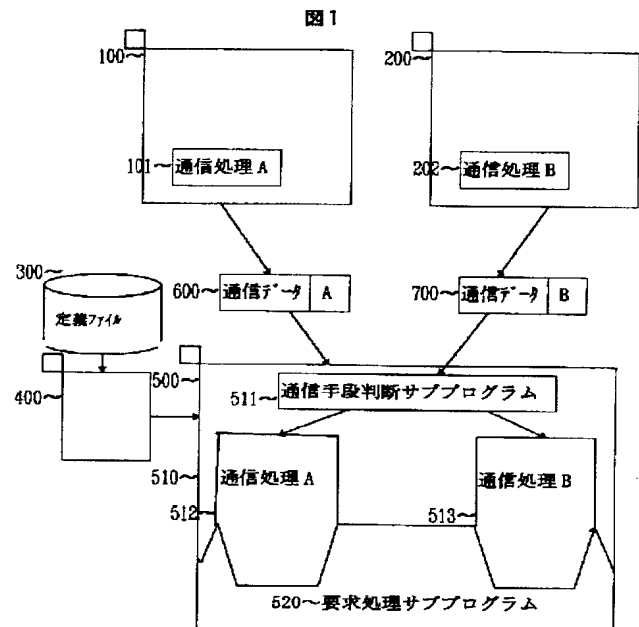 図1
100～
200～
101～通信処理A
202～通信処理B
300～
600～通信データ A
700～通信データ B
定義ファイル
400～
500～
511～通信手段判断サブプログラム
510～
通信処理A
通信処理B
512～
513～
520～要求処理サブプログラム